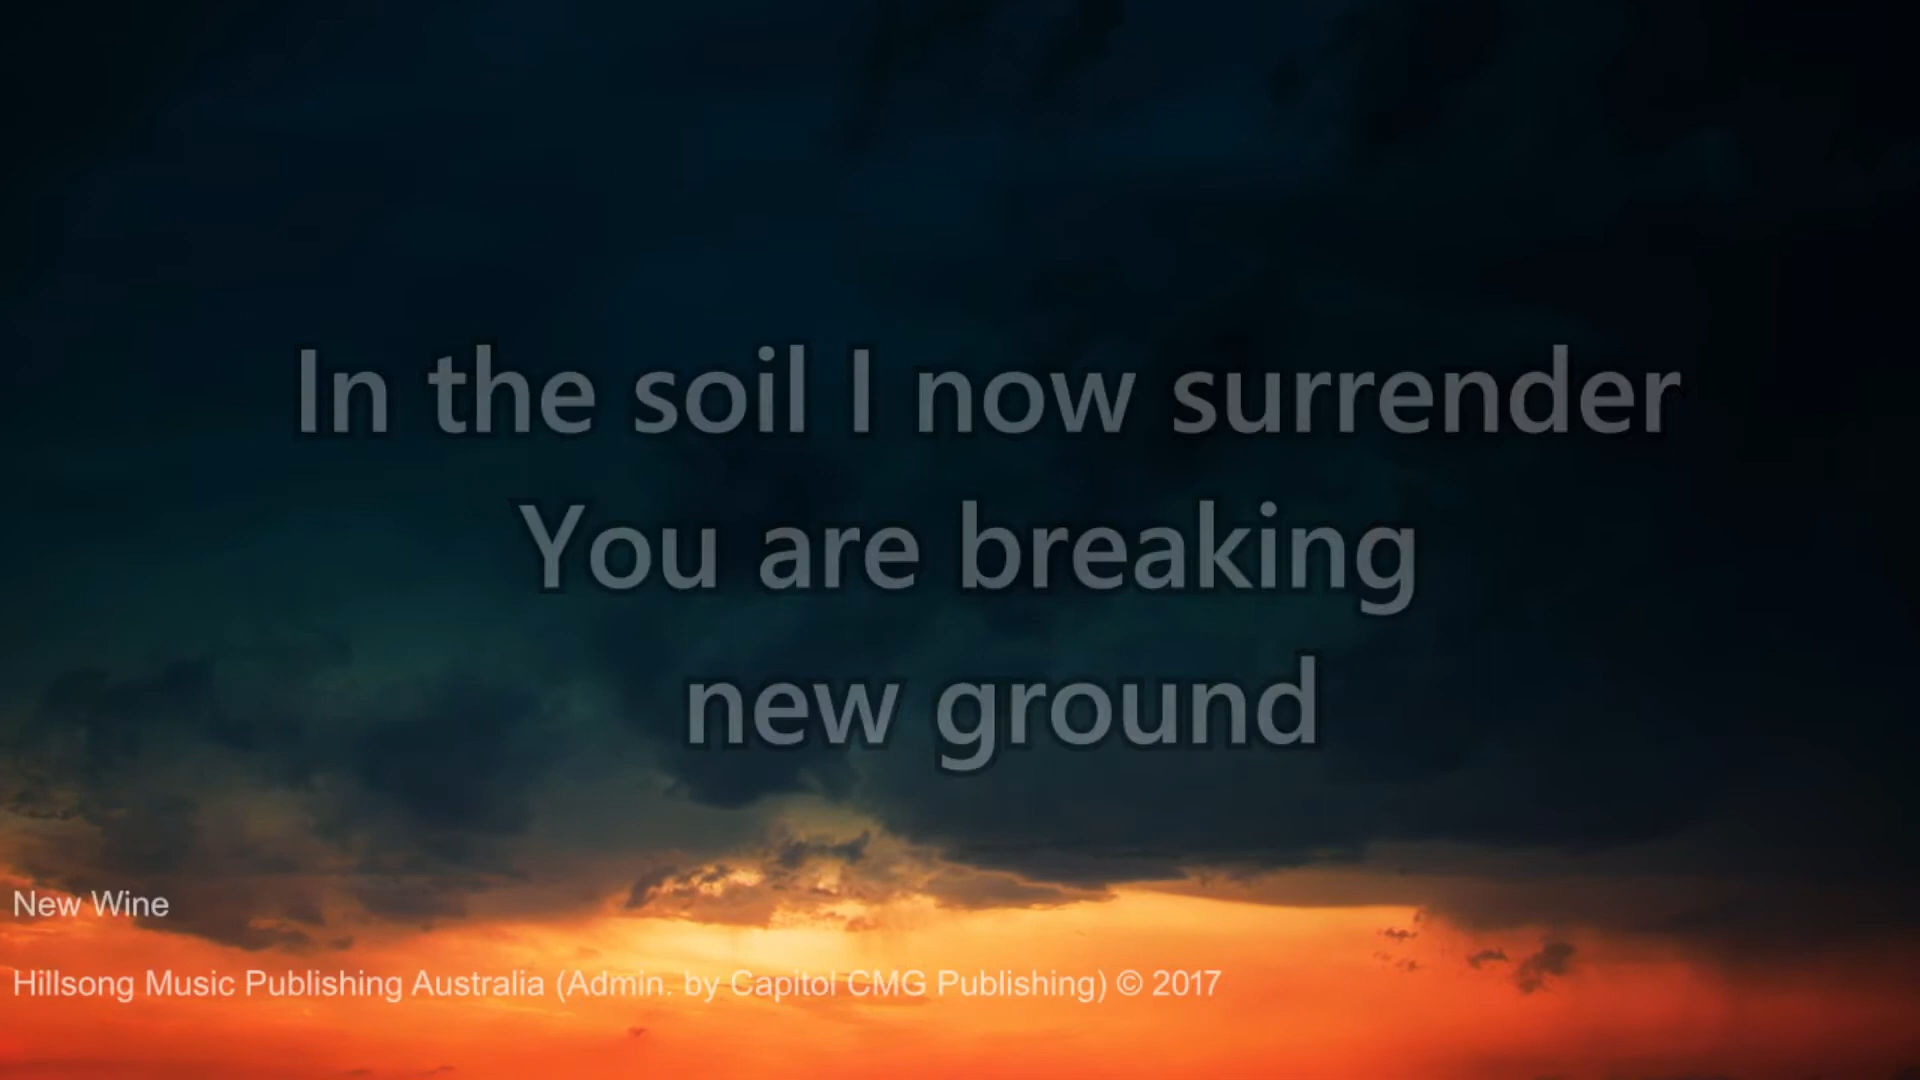 In the soil I now surrender
You are breaking
new ground
New Wine
Hillsong Music Publishing Australia (Admin. by Capitol CMG Publishing) © 2017